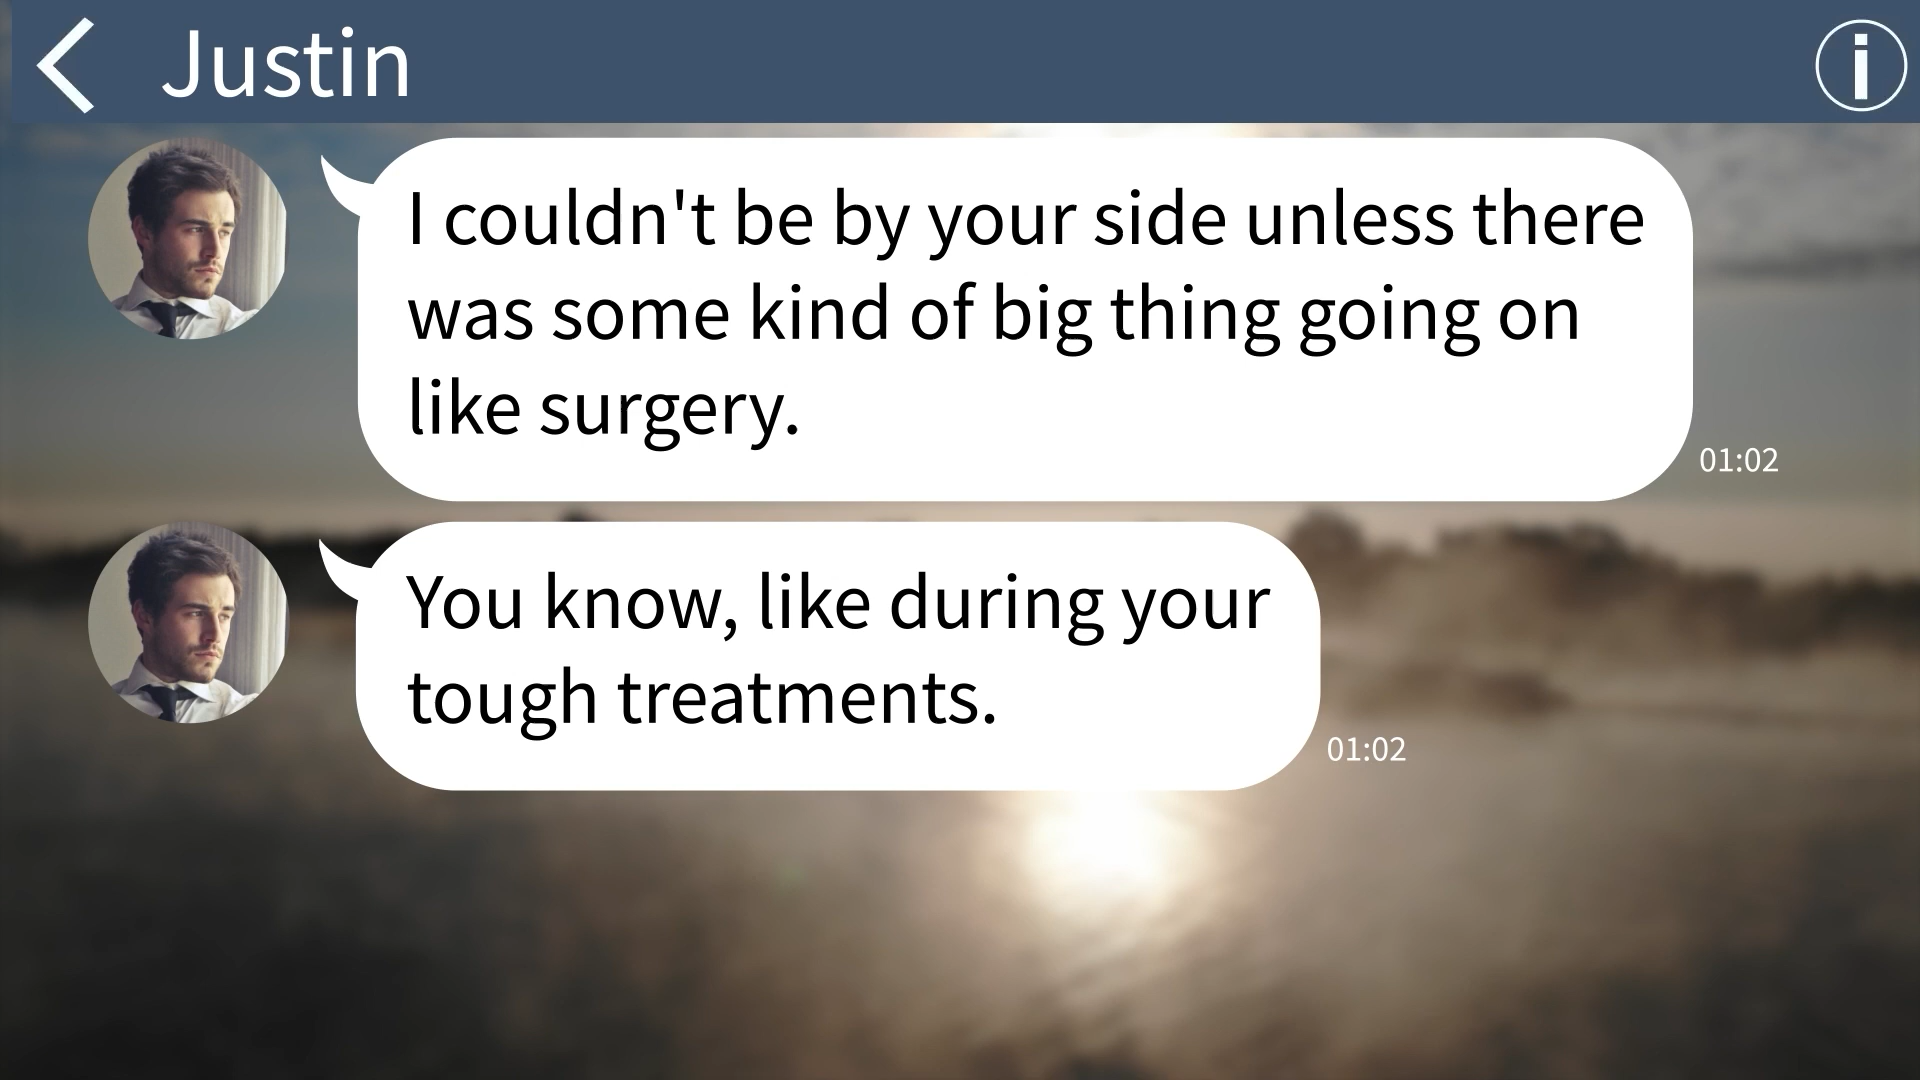 Justin
I couldn't be by your side unless there
was some kind of big thing going on
like surgery.
01:02
You know, like during your
tough treatments.
01:02